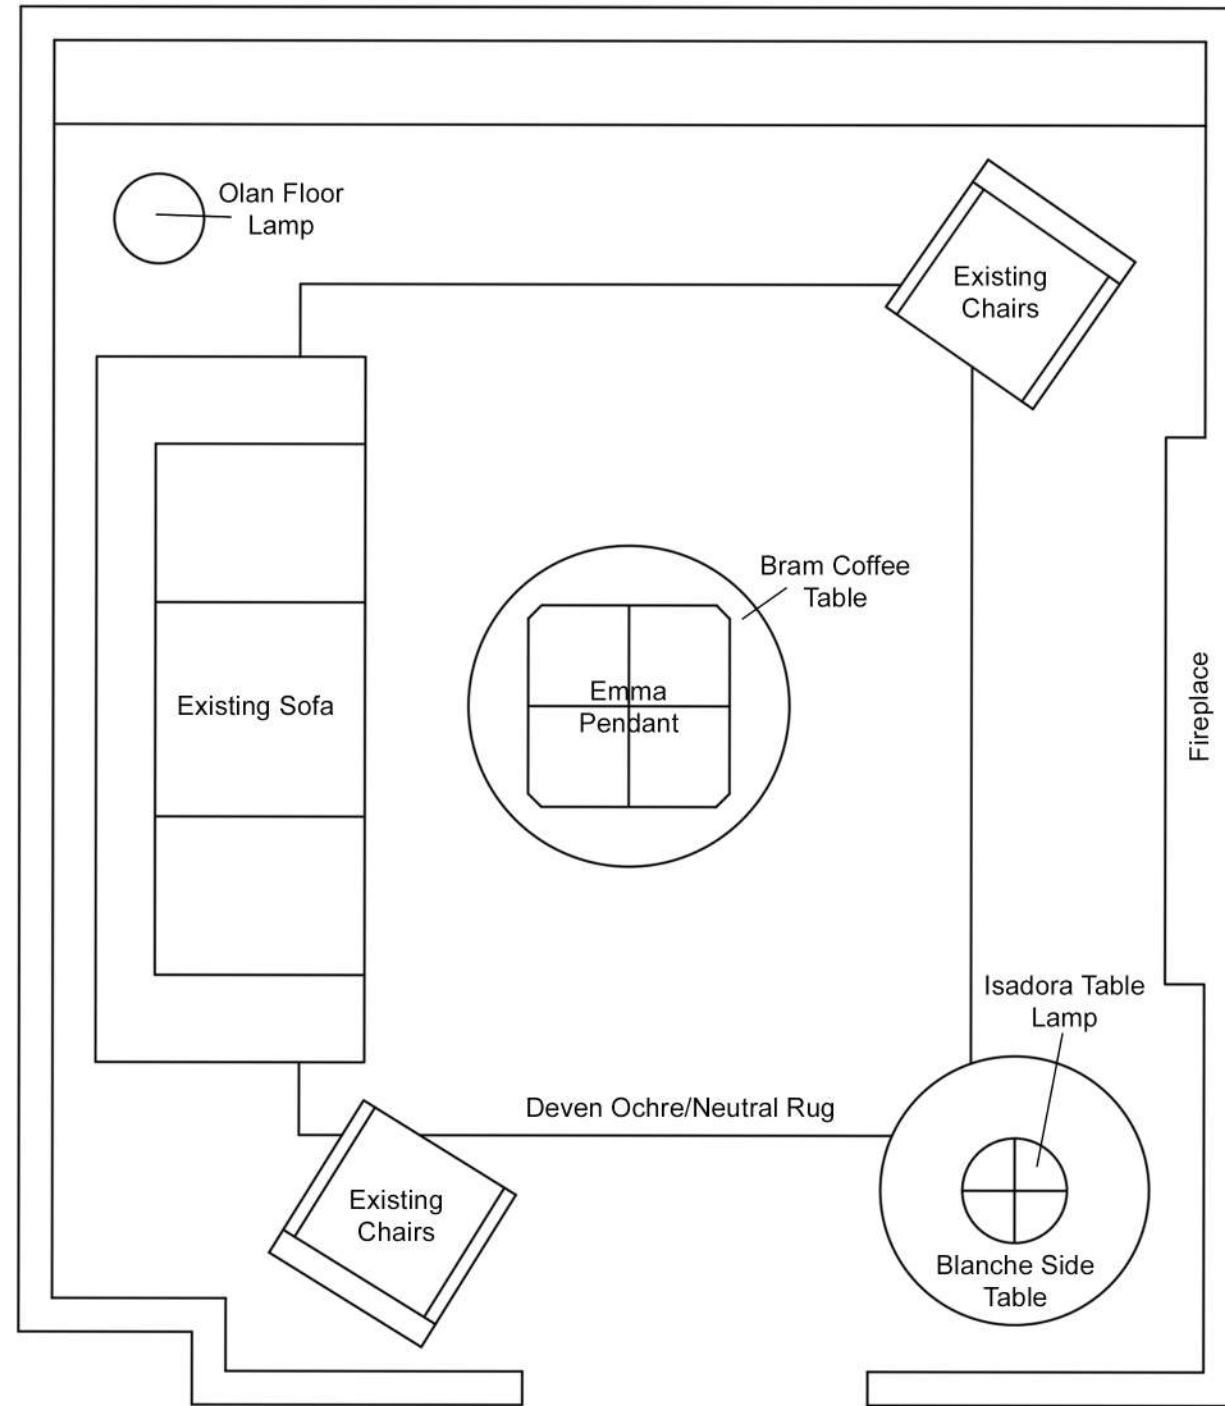 Olan Floor
Lamp
Existing
Chairs
Bram Coffee
Table
Emma
Pendant
Existing Sofa
Fireplace
Isadora Table
Lamp
Deven Ochre/Neutral Rug
Existing
Chairs
Blanche Side
Table